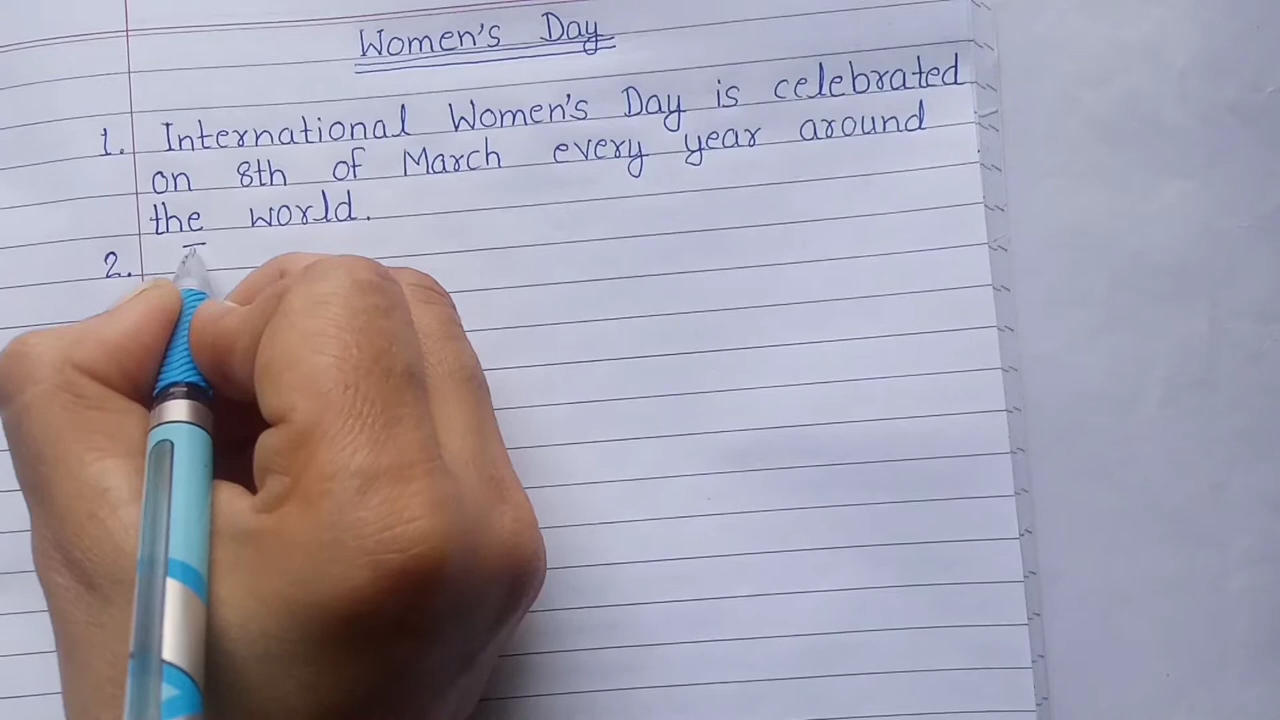 Women's Day
1. International Women's Day is celebrated
on 8th of March every year around
the world.
2.